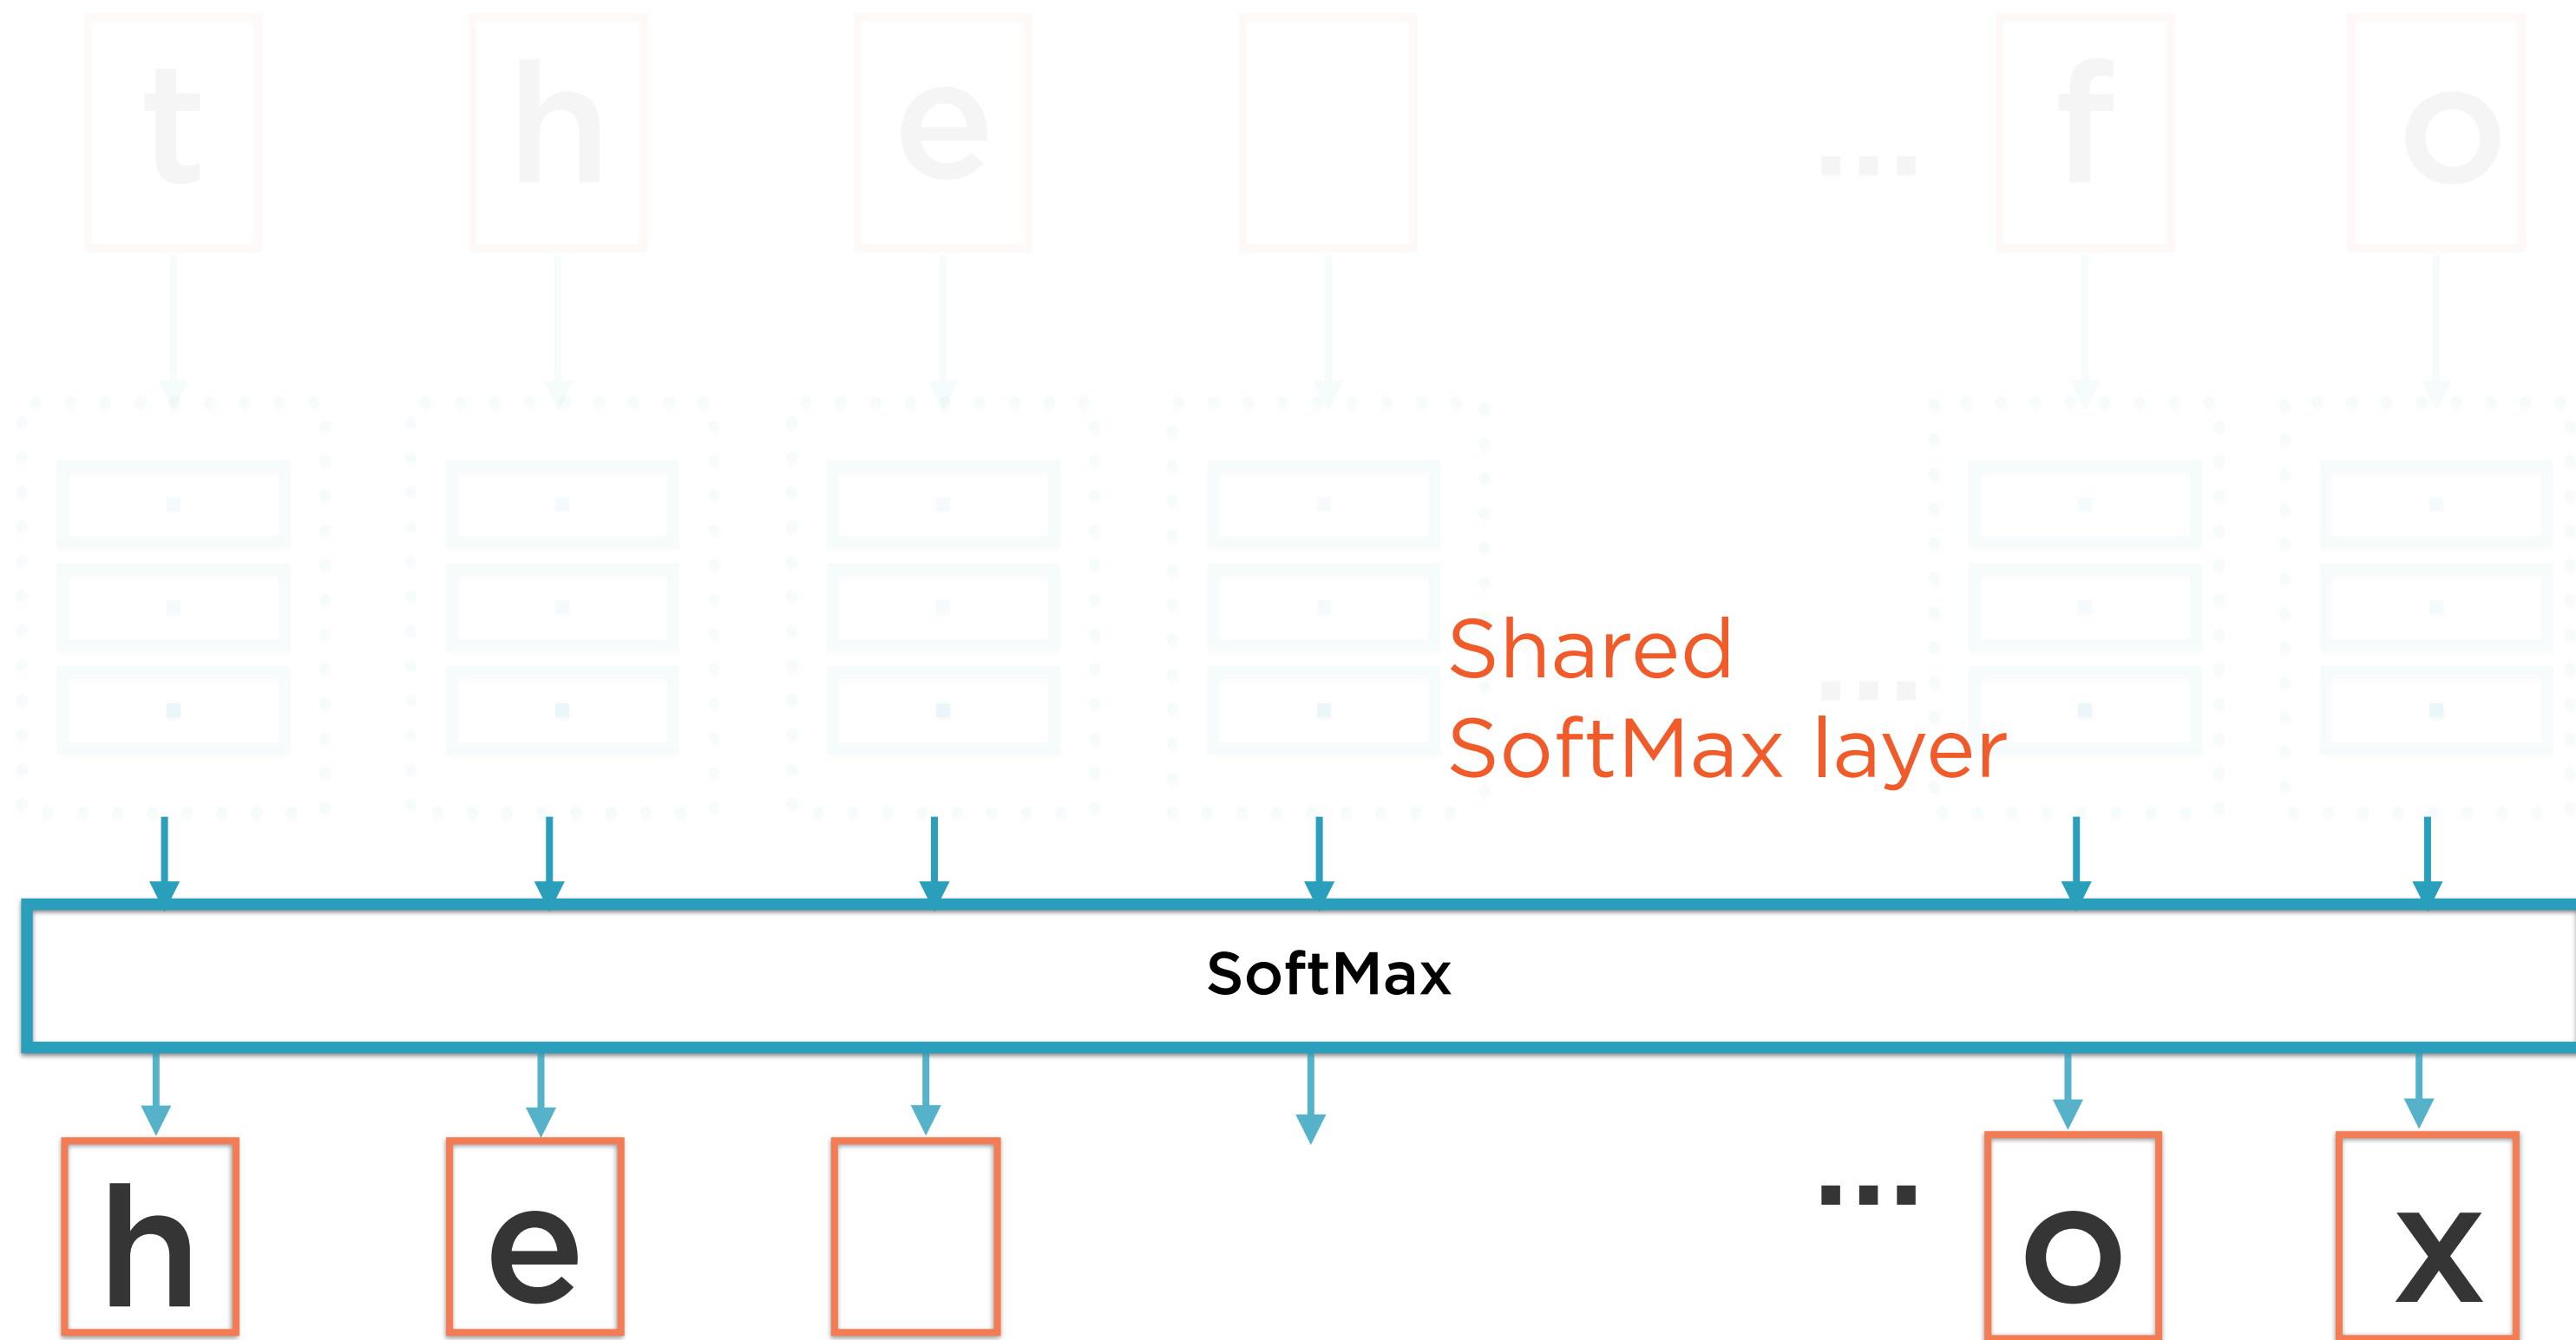 t h e ... f o
Shared
...
SoftMax layer
SoftMax
h e ... o x